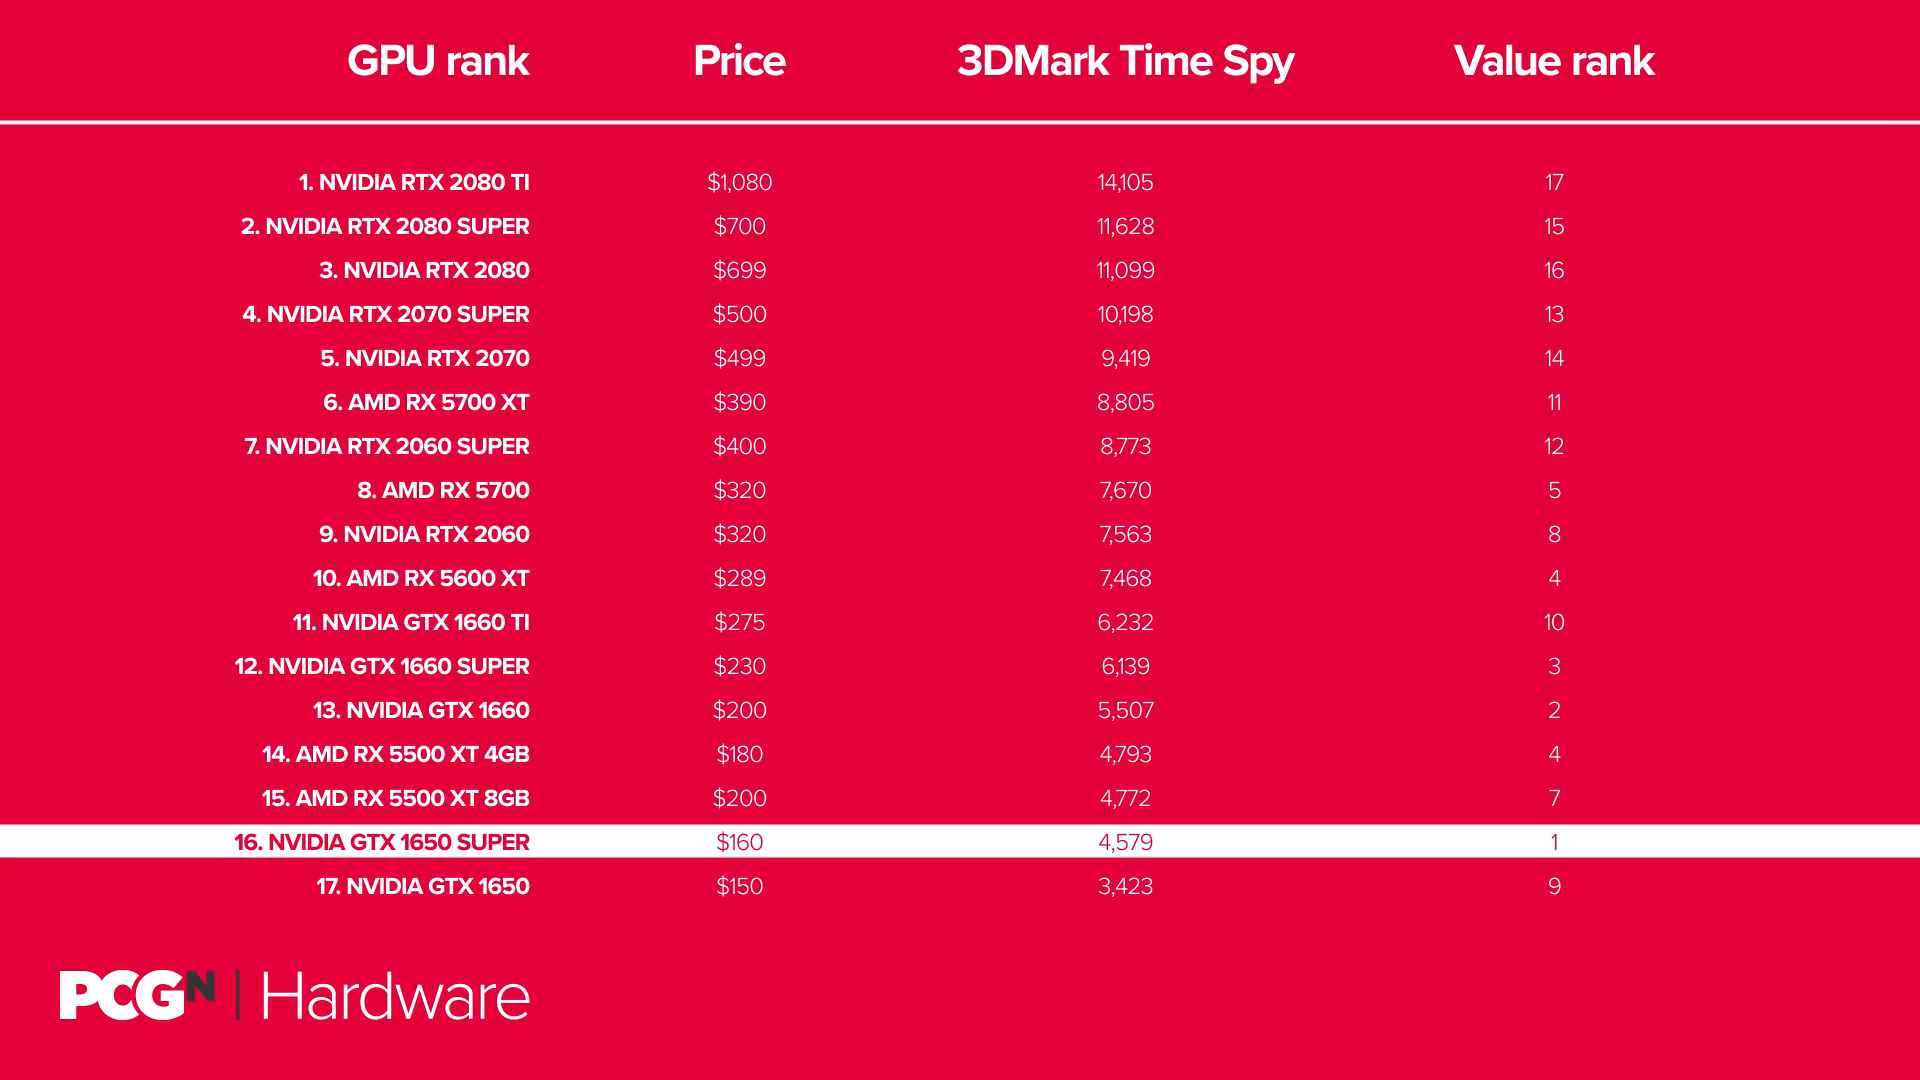 GPU rank Price 3DMark Time Spy Value rank
1. NVIDIA RTX 2080 TI $1,080 14,105 17
2. NVIDIA RTX 2080 SUPER $700 11,628 15
3. NVIDIA RTX 2080 $699 11,099 16
4. NVIDIA RTX 2070 SUPER $500 10,198 13
5. NVIDIA RTX 2070 $499 9,419 14
6. AMD RX 5700 XT $390 8,805 11
7. NVIDIA RTX 2060 SUPER $400 8,773 12
8. AMD RX 5700 $320 7,670 5
9. NVIDIA RTX 2060 $320 7,563 8
10. AMD RX 5600 XT $289 7,468 4
11. NVIDIA GTX 1660 TI $275 6,232 10
12. NVIDIA GTX 1660 SUPER $230 6,139 3
13. NVIDIA GTX 1660 $200 5,507 2
14. AMD RX 5500 XT 4GB $180 4,793 4
15. AMD RX 5500 XT 8GB $200 4,772 7
16. NVIDIA GTX 1650 SUPER $160 4,579 1
17. NVIDIA GTX 1650 $150 3,423 9
PCGN | Hardware